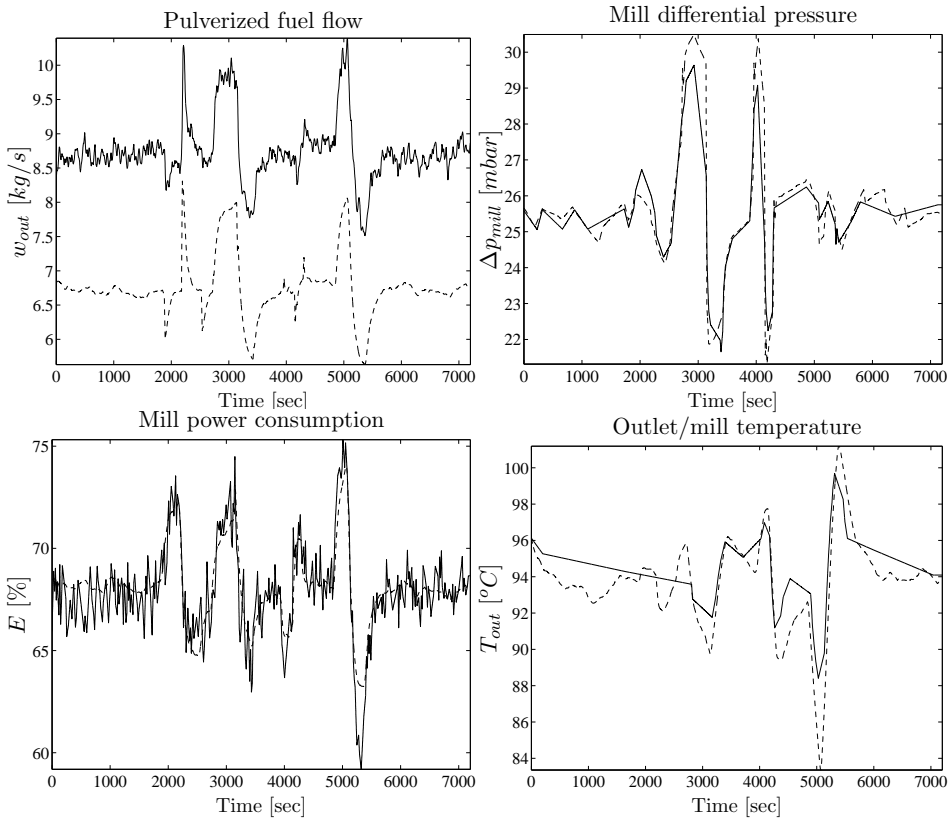 Pulverized fuel flow
w_out [kg/s]
10
9.5
9
8.5
8
7.5
7
6.5
6
0 1000 2000 3000 4000 5000 6000 7000
Time [sec]
Mill differential pressure
Δp_mill [mbar]
30
29
28
27
26
25
24
23
22
0 1000 2000 3000 4000 5000 6000 7000
Time [sec]
Mill power consumption
E [%]
75
70
65
60
0 1000 2000 3000 4000 5000 6000 7000
Time [sec]
Outlet/mill temperature
T_out [°C]
100
98
96
94
92
90
88
86
84
0 1000 2000 3000 4000 5000 6000 7000
Time [sec]